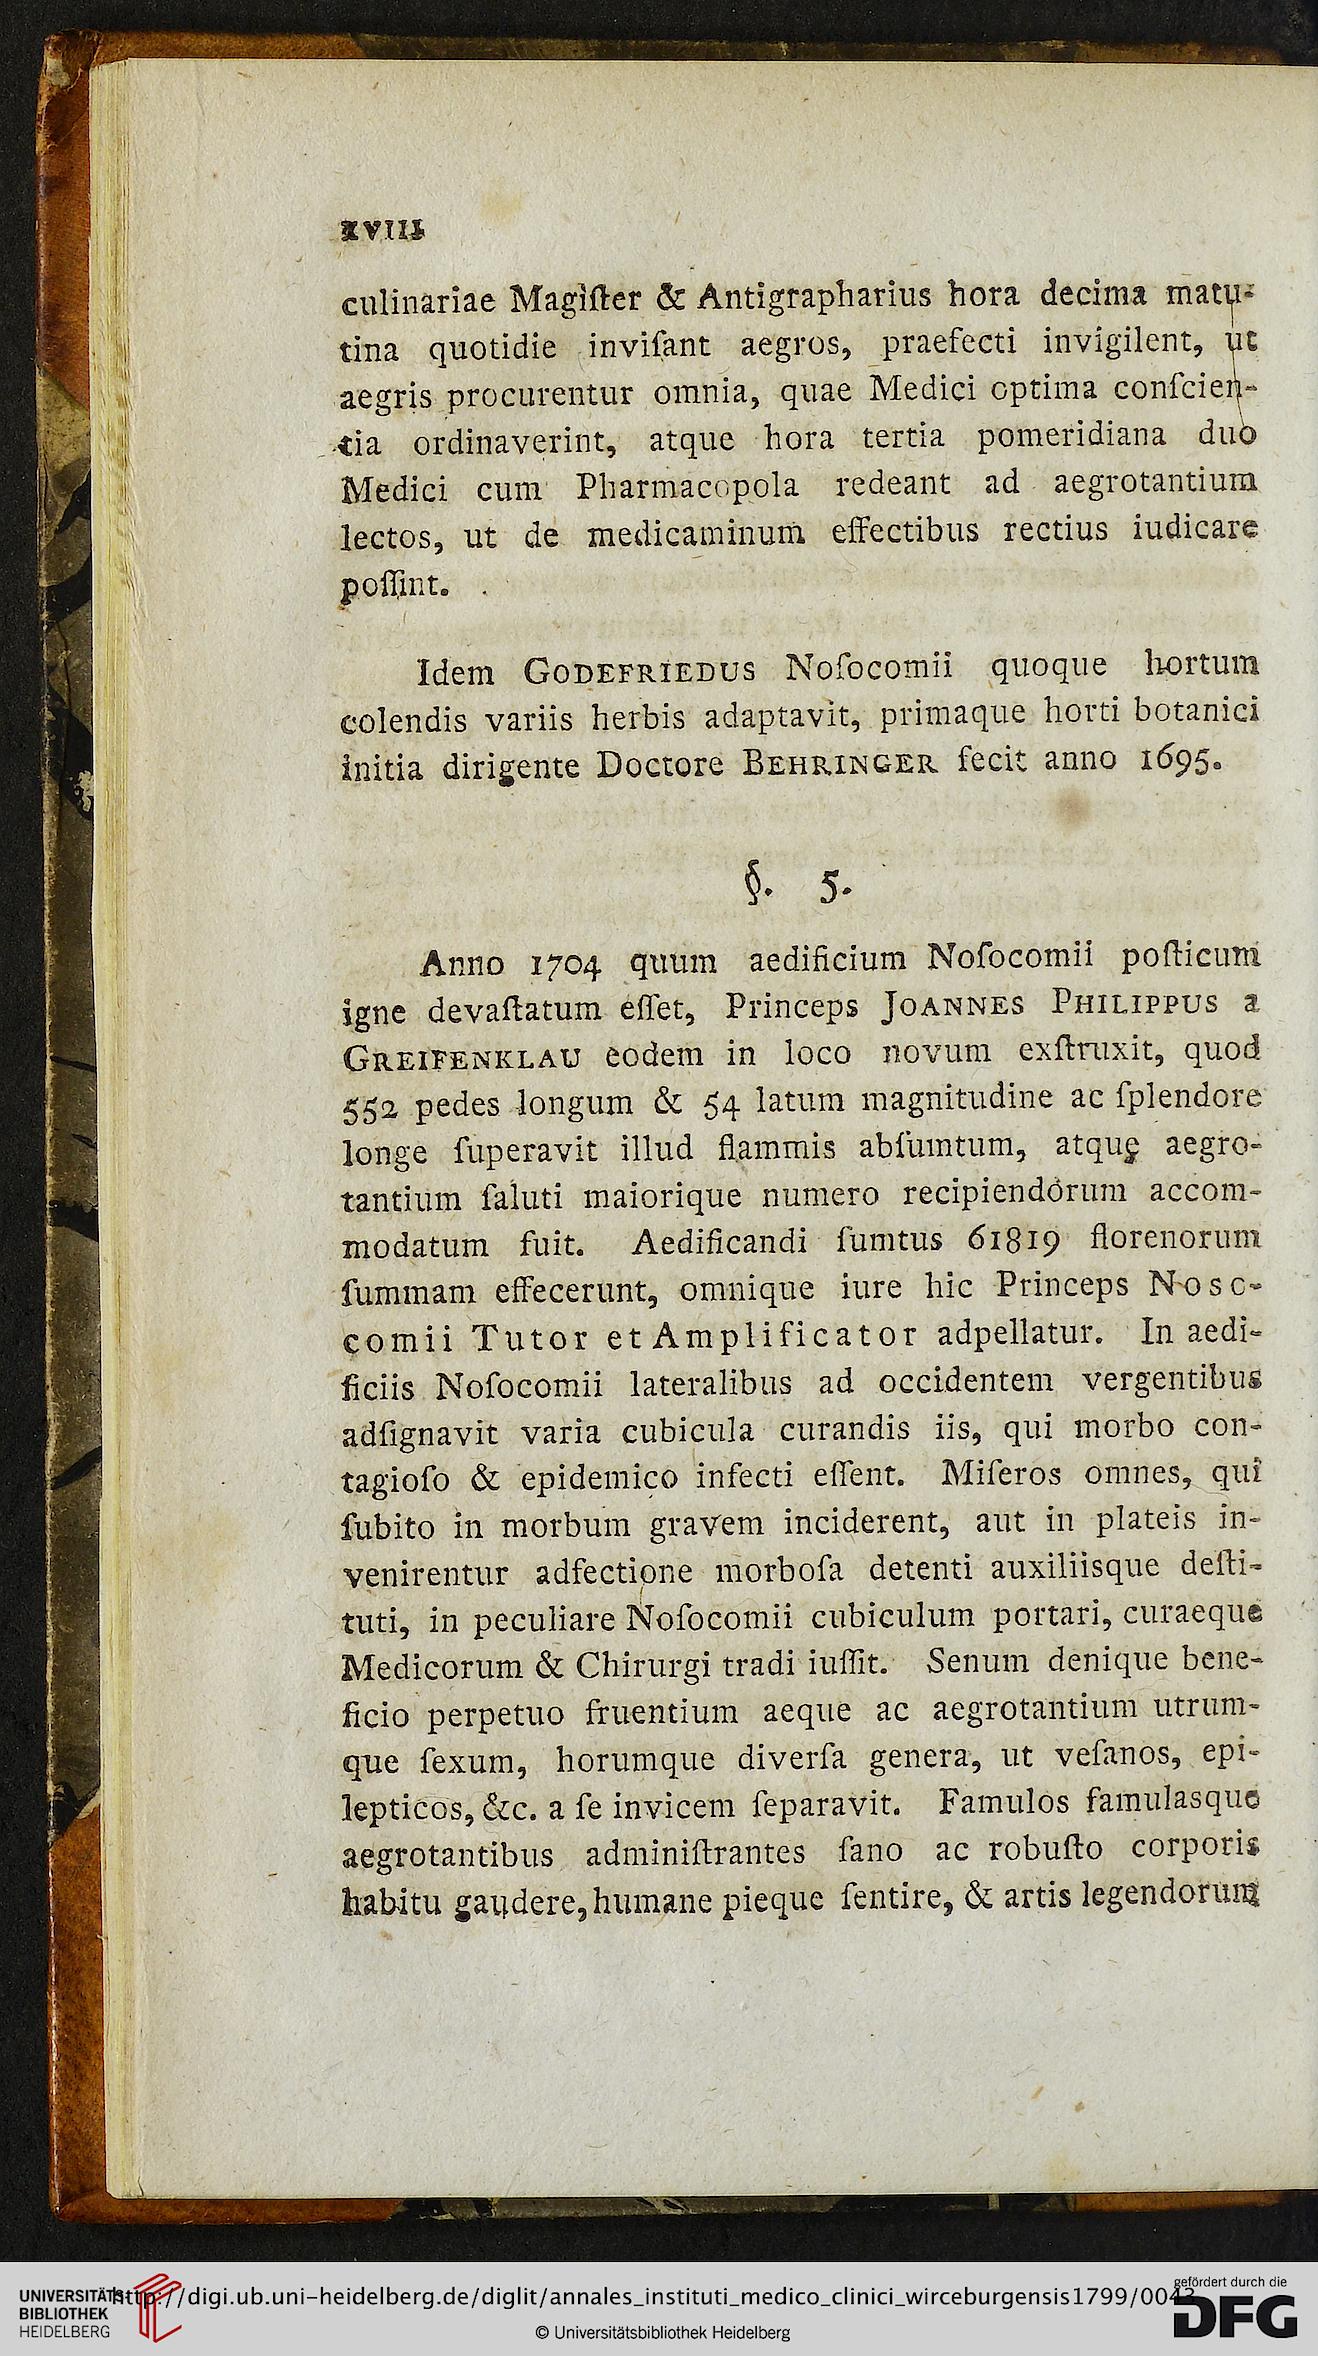 XVIII
culinariae Magiſter & Antigrapharius hora decima matu-
tina quotidie inviſant aegros, praefecti invigilent, ut
aegris procurentur omnia, quae Medici optima conſcien-
tia ordinaverint, atque hora tertia pomeridiana duo
Medici cum Pharmacopola redeant ad aegrotantium
lectos, ut de medicaminum effectibus rectius iudicare
poſſint.
Idem GODEFRIEDUS Noſocomii quoque hortum
colendis variis herbis adaptavit, primaque horti botanici
initia dirigente Doctore BEHRINGER fecit anno 1695.
§. 5.
Anno 1704 quum aedificium Noſocomii poſticum
igne devaſtatum eſſet, Princeps JOANNES PHILIPPUS a
GREIFENKLAU eodem in loco novum exſtruxit, quod
552 pedes longum & 54 latum magnitudine ac ſplendore
longe ſuperavit illud flammis abſumtum, atque aegro-
tantium ſaluti maiorique numero recipiendorum accom-
modatum fuit. Aedificandi ſumtus 61819 florenorum
ſummam effecerunt, omnique iure hic Princeps Nosc-
comii Tutor et Amplificator adpellatur. In aedi-
ficiis Noſocomii lateralibus ad occidentem vergentibus
adſignavit varia cubicula curandis iis, qui morbo con-
tagioſo & epidemico infecti eſſent. Miſeros omnes, qui
ſubito in morbum gravem inciderent, aut in plateis in-
venirentur adfectione morboſa detenti auxiliisque deſti-
tuti, in peculiare Noſocomii cubiculum portari, curaeque
Medicorum & Chirurgi tradi iuſſit. Senum denique bene-
ficio perpetuo fruentium aeque ac aegrotantium utrum-
que ſexum, horumque diverſa genera, ut veſanos, epi-
lepticos, &c. a ſe invicem ſeparavit. Famulos famulasque
aegrotantibus adminiſtrantes ſano ac robuſto corporis
habitu gaudere, humane pieque ſentire, & artis legendorum
UNIVERSITÄTS-
BIBLIOTHEK
HEIDELBERG
http://digi.ub.uni-heidelberg.de/diglit/annales_instituti_medico_clinici_wirceburgensis1799/0043
© Universitätsbibliothek Heidelberg
gefördert durch die
DFG